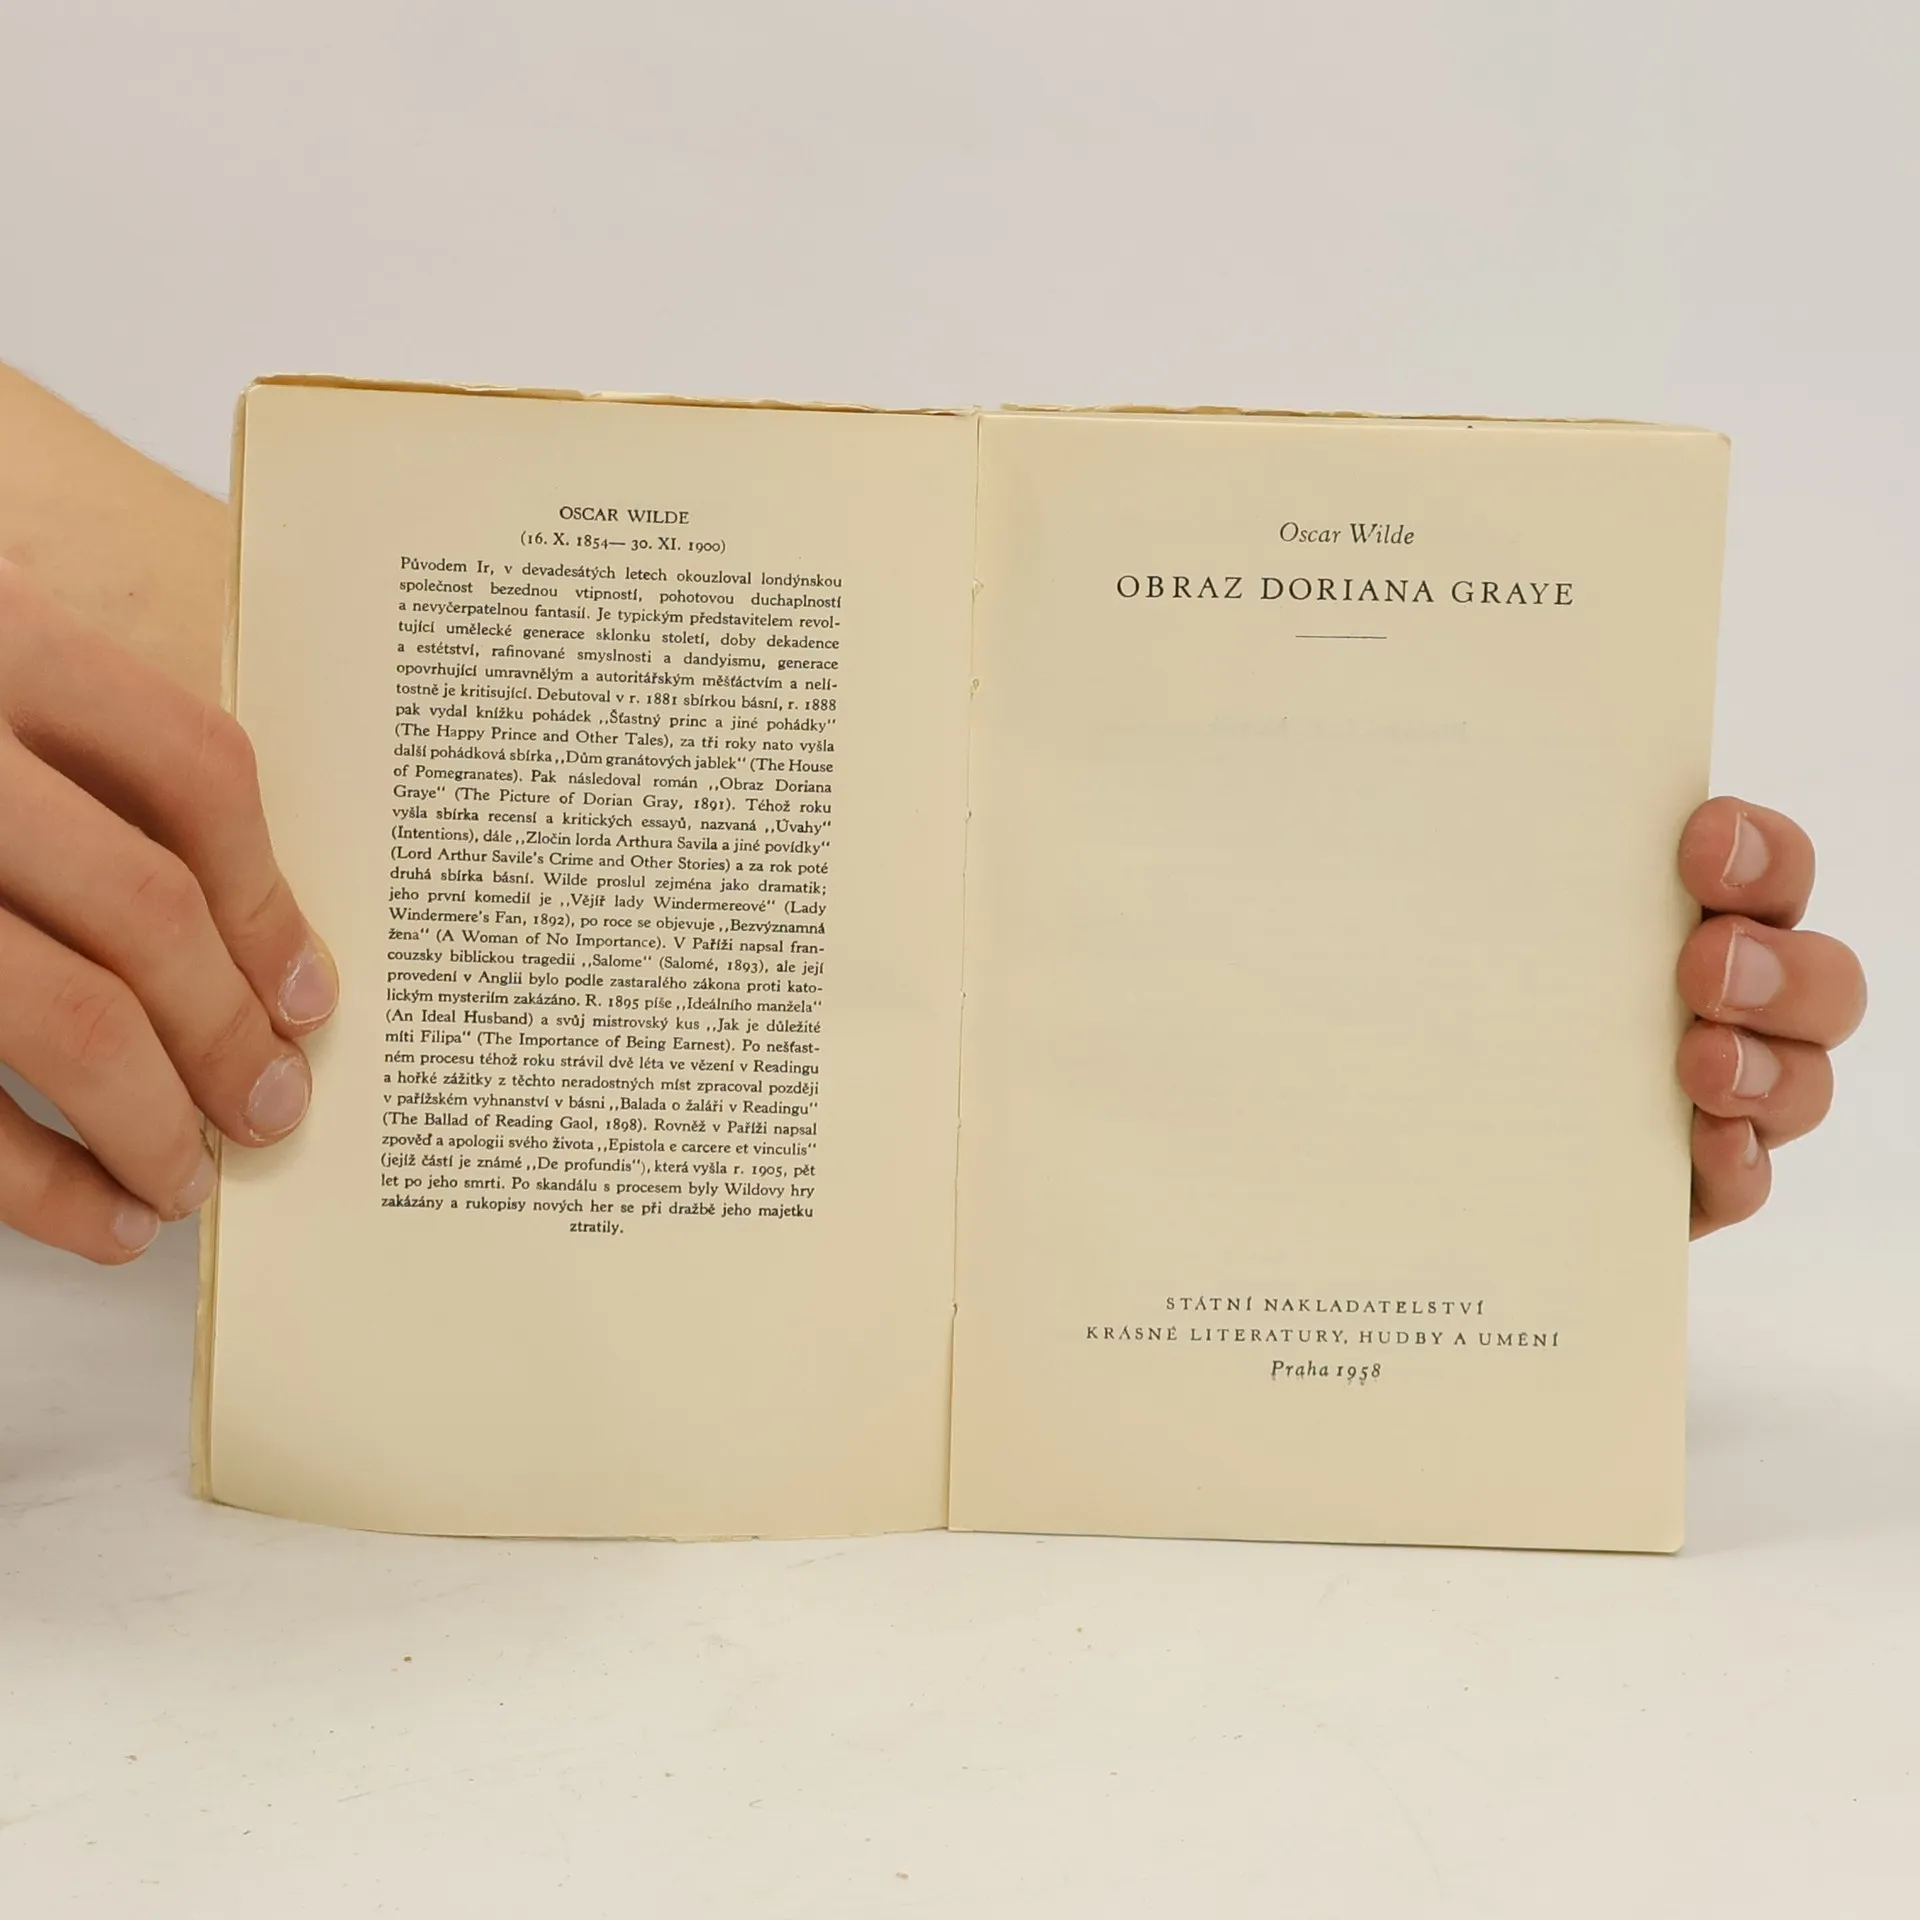 OSCAR WILDE
(16. X. 1854— 30. XI. 1900)
Původem Ir, v devadesátých letech okouzloval londýnskou
společnost bezednou vtipností, pohotovou duchaplností
a nevyčerpatelnou fantasií. Je typickým představitelem revol-
tující umělecké generace sklonku století, doby dekadence
a estétství, rafinované smyslnosti a dandyismu, generace
opovrhující umravnělým a autoritářským měšťáctvím a nelí-
tostně je kritisující. Debutoval v r. 1881 sbírkou básní, r. 1888
pak vydal knížku pohádek ,,Šťastný princ a jiné pohádky“
(The Happy Prince and Other Tales), za tři roky nato vyšla
další pohádková sbírka ,,Dům granátových jablek“ (The House
of Pomegranates). Pak následoval román ,,Obraz Doriana
Graye“ (The Picture of Dorian Gray, 1891). Téhož roku
vyšla sbírka recensí a kritických essayů, nazvaná ,,Úvahy“
(Intentions), dále ,,Zločin lorda Arthura Savila a jiné povídky“
(Lord Arthur Savile's Crime and Other Stories) a za rok poté
druhá sbírka básní. Wilde proslul zejména jako dramatik;
jeho první komedií je ,,Vějíř lady Windermereové“ (Lady
Windermere's Fan, 1892), po roce se objevuje ,,Bezvýznamná
žena“ (A Woman of No Importance). V Paříži napsal fran-
couzsky biblickou tragedii ,,Salome“ (Salomé, 1893), ale její
provedení v Anglii bylo podle zastaralého zákona proti kato-
lickým mysteriím zakázáno. R. 1895 píše ,,Ideálního manžela“
(An Ideal Husband) a svůj mistrovský kus ,,Jak je důležité
míti Filipa“ (The Importance of Being Earnest). Po nešťast-
ném procesu téhož roku strávil dvě léta ve vězení v Readingu
a hořké zážitky z těchto neradostných míst zpracoval později
v pařížském vyhnanství v básni ,,Balada o žaláři v Readingu“
(The Ballad of Reading Gaol, 1898). Rovněž v Paříži napsal
zpověď a apologii svého života ,,Epistola e carcere et vinculis“
(jejíž částí je známé ,,De profundis“), která vyšla r. 1905, pět
let po jeho smrti. Po skandálu s procesem byly Wildovy hry
zakázány a rukopisy nových her se při dražbě jeho majetku
ztratily.
Oscar Wilde
OBRAZ DORIANA GRAYE
STÁTNÍ NAKLADATELSTVÍ
KRÁSNÉ LITERATURY, HUDBY A UMĚNÍ
Praha 1958